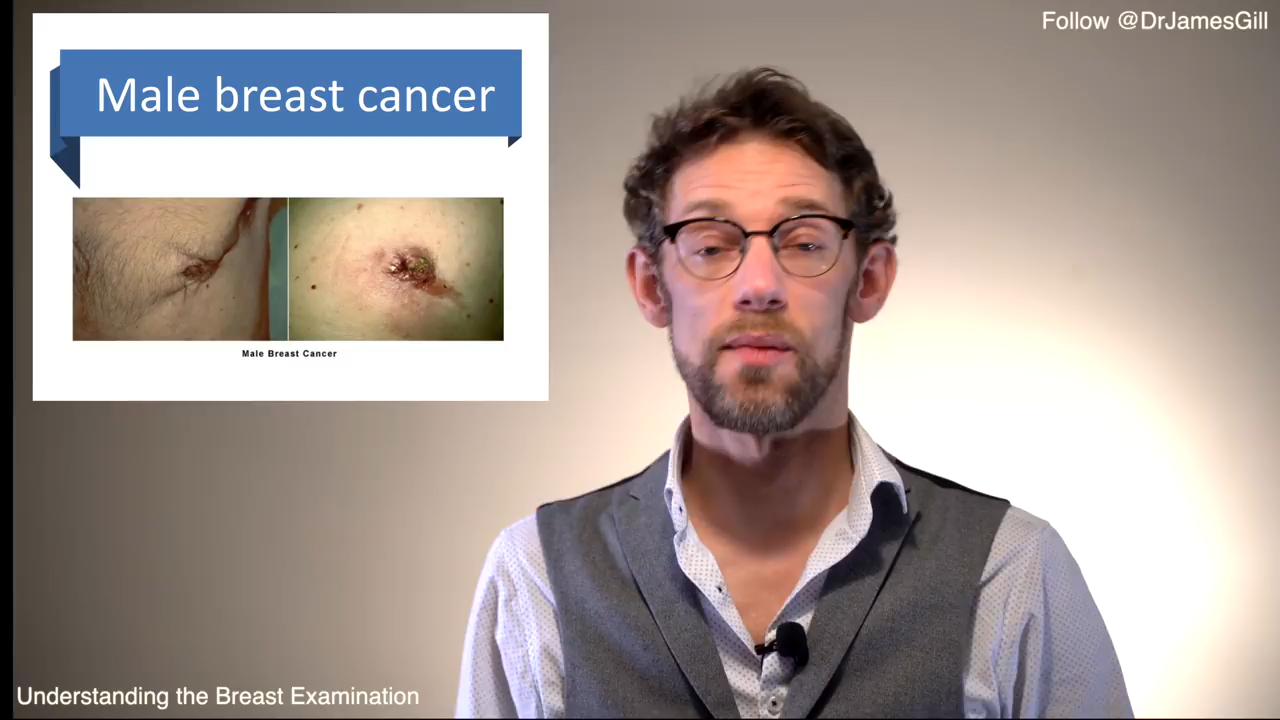 Follow @DrJamesGill
Male breast cancer
Male Breast Cancer
Understanding the Breast Examination